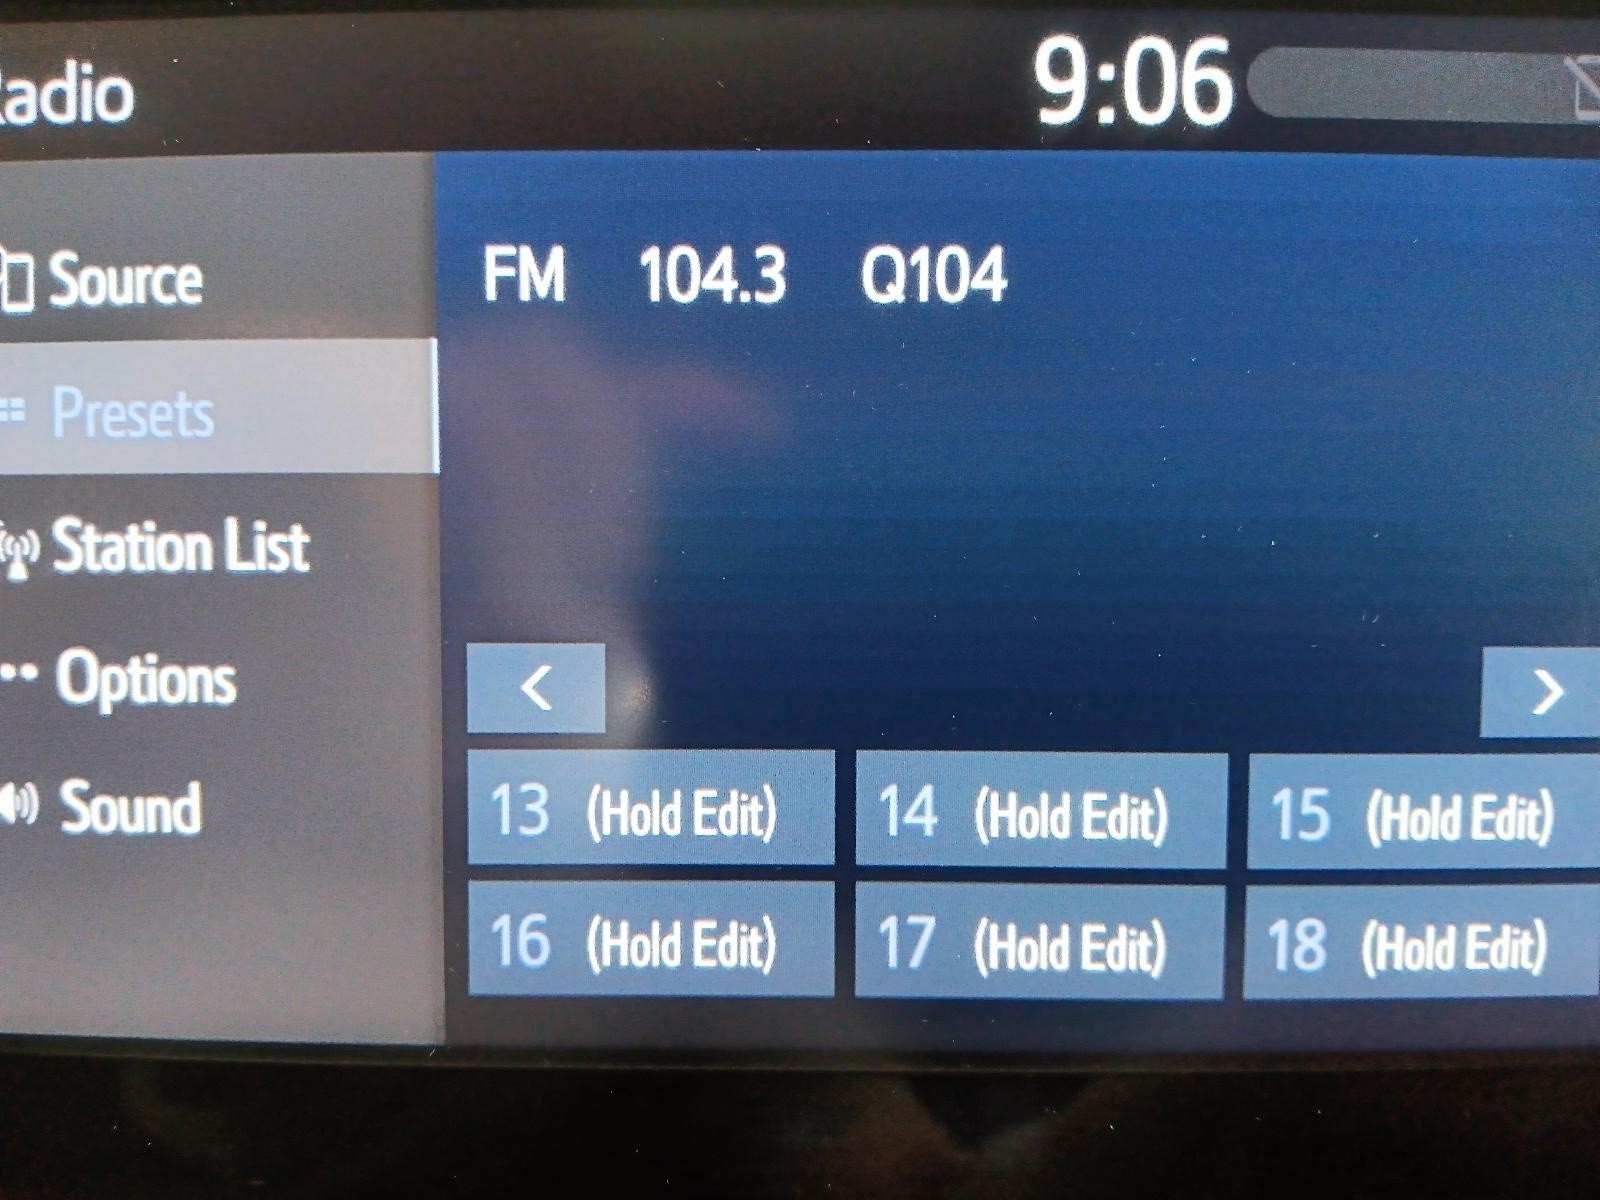 Radio 9:06
Source
FM 104.3 Q104
Presets
Station List
Options
< >
Sound
13 (Hold Edit) 14 (Hold Edit) 15 (Hold Edit)
16 (Hold Edit) 17 (Hold Edit) 18 (Hold Edit)